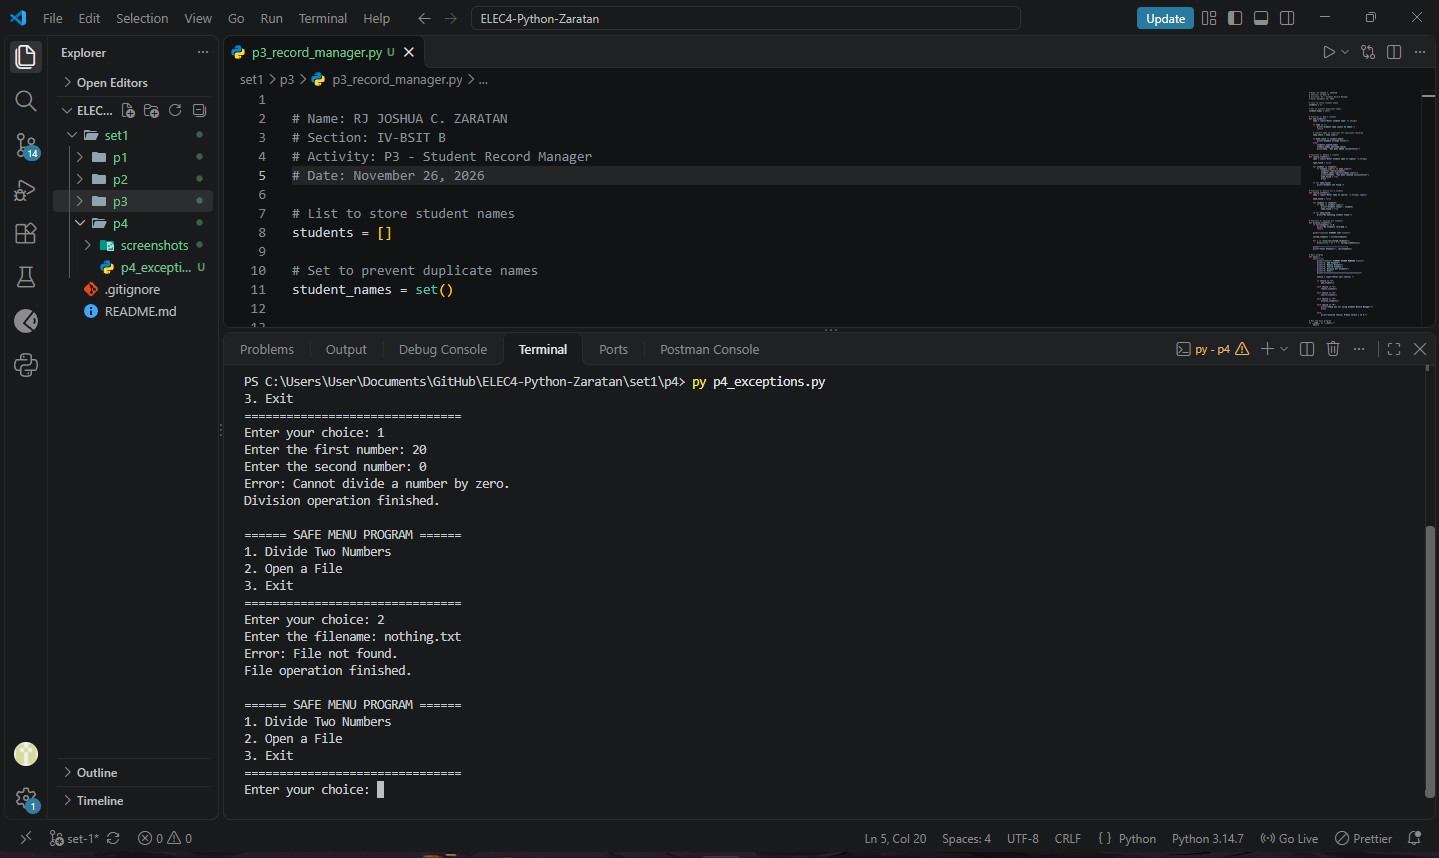 File Edit Selection View Go Run Terminal Help
ELEC4-Python-Zaratan
Update
Explorer
Open Editors
ELEC...
set1
p1
p2
p3
p4
screenshots
p4_excepti... U
.gitignore
README.md
Outline
Timeline
14
1
p3_record_manager.py U
set1 > p3 > p3_record_manager.py > ...
1
2 # Name: RJ JOSHUA C. ZARATAN
3 # Section: IV-BSIT B
4 # Activity: P3 - Student Record Manager
5 # Date: November 26, 2026
6
7 # List to store student names
8 students = []
9
10 # Set to prevent duplicate names
11 student_names = set()
12
Problems Output Debug Console Terminal Ports Postman Console
py - p4
PS C:\Users\User\Documents\GitHub\ELEC4-Python-Zaratan\set1\p4> py p4_exceptions.py
3. Exit
===============================
Enter your choice: 1
Enter the first number: 20
Enter the second number: 0
Error: Cannot divide a number by zero.
Division operation finished.
====== SAFE MENU PROGRAM ======
1. Divide Two Numbers
2. Open a File
3. Exit
===============================
Enter your choice: 2
Enter the filename: nothing.txt
Error: File not found.
File operation finished.
====== SAFE MENU PROGRAM ======
1. Divide Two Numbers
2. Open a File
3. Exit
===============================
Enter your choice:
set-1* 0 0 Ln 5, Col 20 Spaces: 4 UTF-8 CRLF { } Python Python 3.14.7 Go Live Prettier